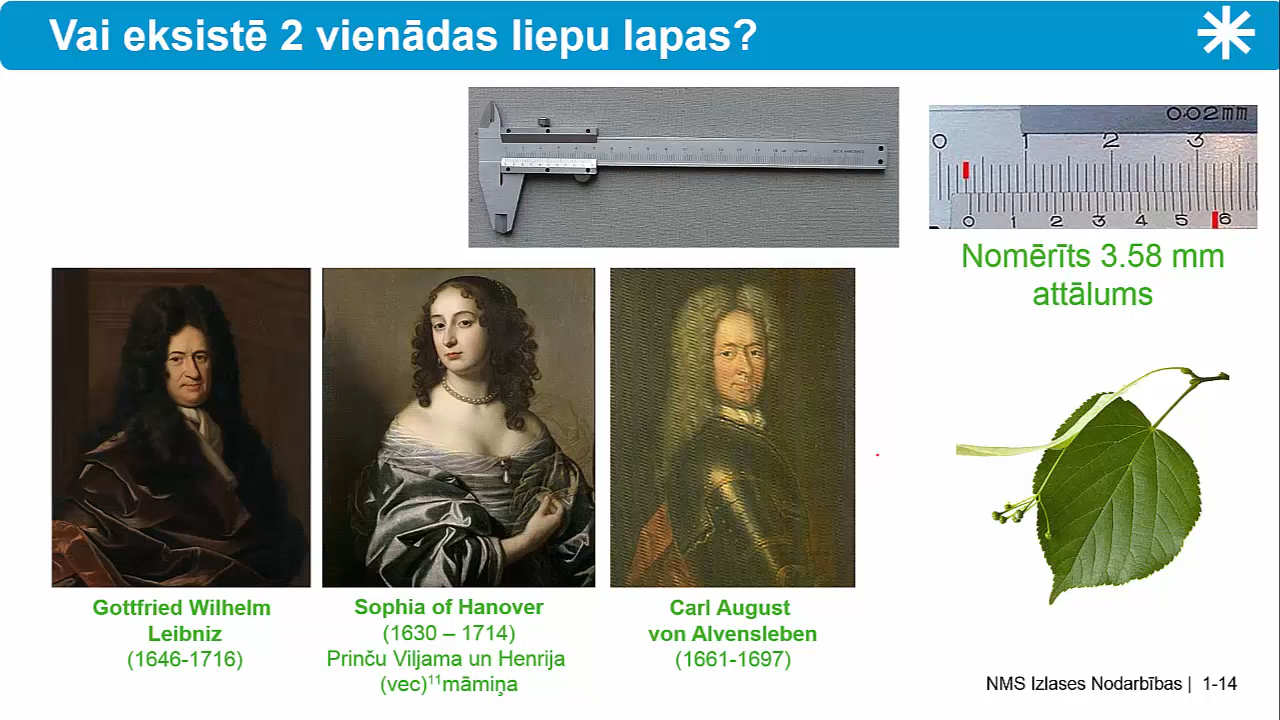 Vai eksistē 2 vienādas liepu lapas?
0.02mm
0 1 2 3
0 1 2 3 4 5 6
Nomērīts 3.58 mm
attālums
Gottfried Wilhelm
Leibniz
(1646-1716)
Sophia of Hanover
(1630 – 1714)
Prinču Viljama un Henrija
(vec)¹¹māmiņa
Carl August
von Alvensleben
(1661-1697)
NMS Izlases Nodarbības | 1-14